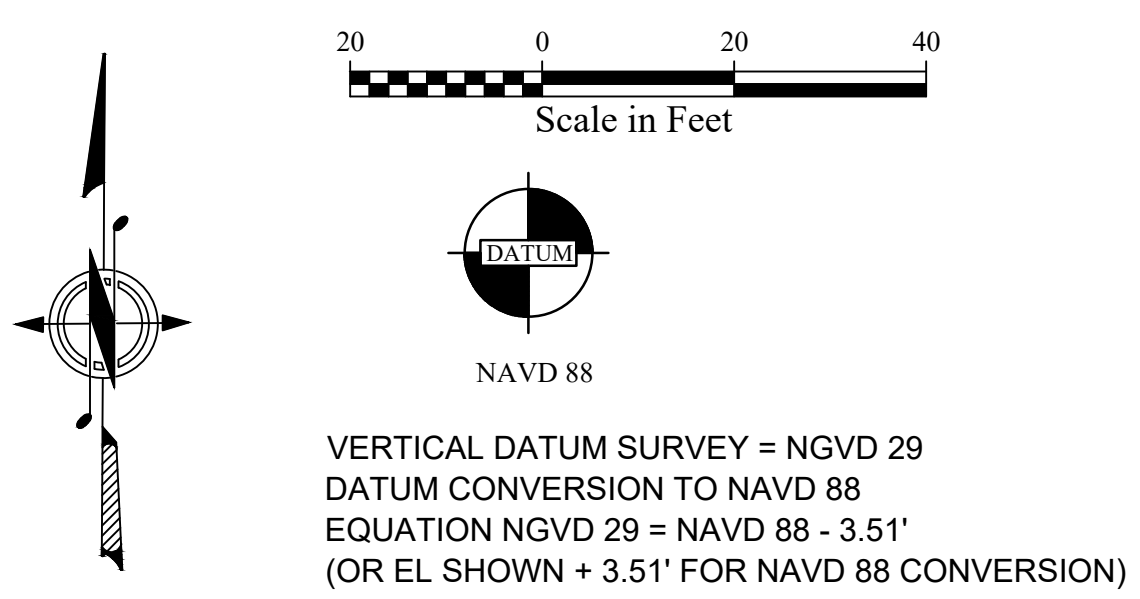 20 0 20 40
Scale in Feet
DATUM
NAVD 88
VERTICAL DATUM SURVEY = NGVD 29
DATUM CONVERSION TO NAVD 88
EQUATION NGVD 29 = NAVD 88 - 3.51'
(OR EL SHOWN + 3.51' FOR NAVD 88 CONVERSION)